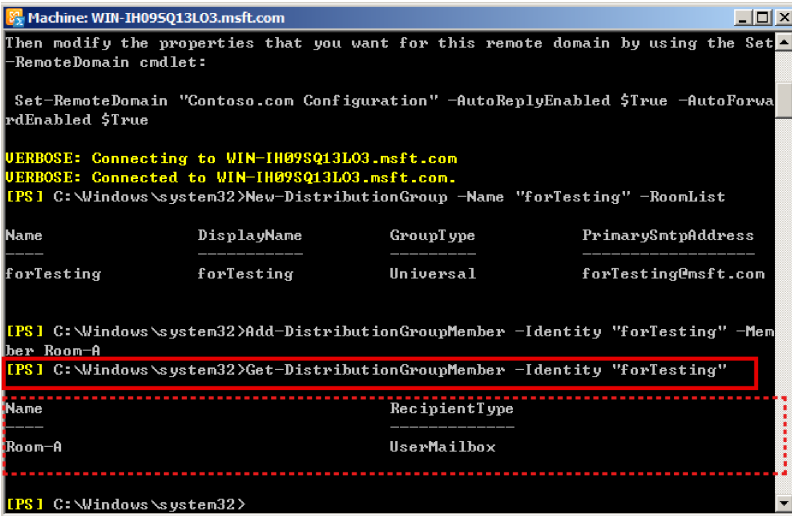 Machine: WIN-IH09SQ13LO3.msft.com
Then modify the properties that you want for this remote domain by using the Set
-RemoteDomain cmdlet:
Set-RemoteDomain "Contoso.com Configuration" -AutoReplyEnabled $True -AutoForwa
rdEnabled $True
VERBOSE: Connecting to WIN-IH09SQ13LO3.msft.com
VERBOSE: Connected to WIN-IH09SQ13LO3.msft.com.
[PS] C:\Windows\system32>New-DistributionGroup -Name "forTesting" -RoomList
Name DisplayName GroupType PrimarySmtpAddress
---- ----------- --------- ------------------
forTesting forTesting Universal forTesting@msft.com
[PS] C:\Windows\system32>Add-DistributionGroupMember -Identity "forTesting" -Mem
ber Room-A
[PS] C:\Windows\system32>Get-DistributionGroupMember -Identity "forTesting"
Name RecipientType
---- -------------
Room-A UserMailbox
[PS] C:\Windows\system32>